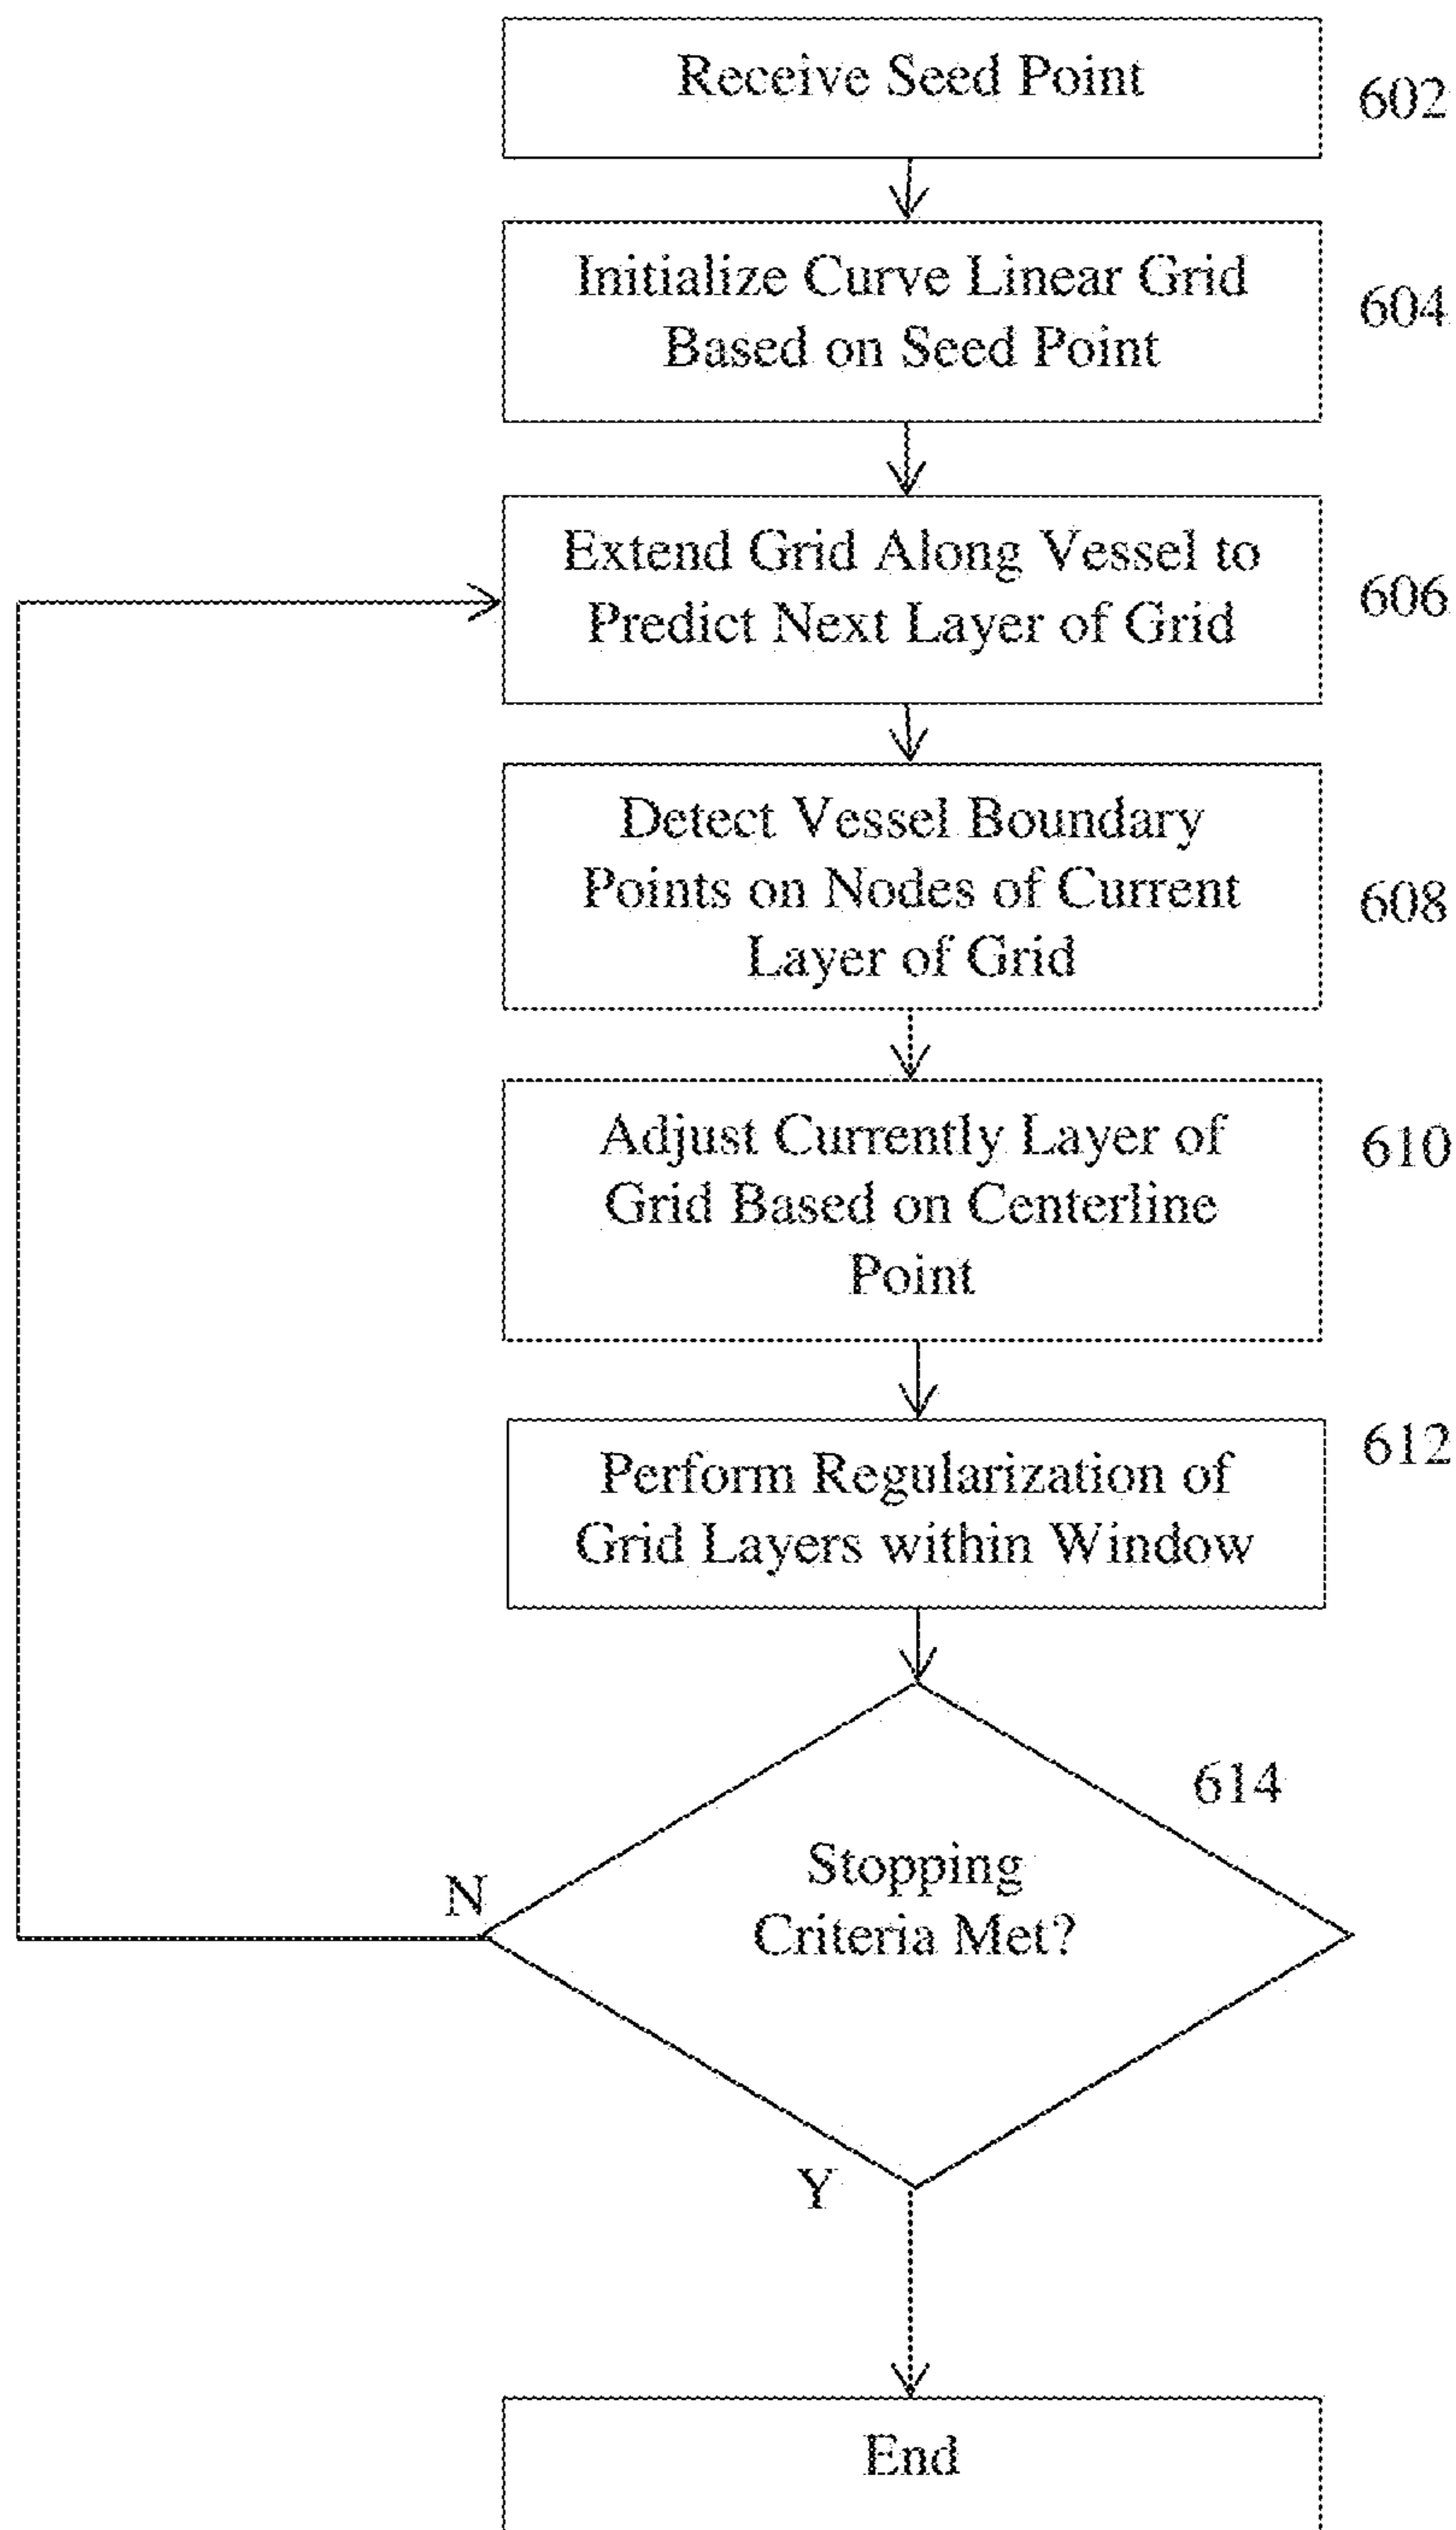 Receive Seed Point
602
Initialize Curve Linear Grid
Based on Seed Point
604
Extend Grid Along Vessel to
Predict Next Layer of Grid
606
Detect Vessel Boundary
Points on Nodes of Current
Layer of Grid
608
Adjust Currently Layer of
Grid Based on Centerline
Point
610
Perform Regularization of
Grid Layers within Window
612
614
Stopping
Criteria Met?
N
Y
End